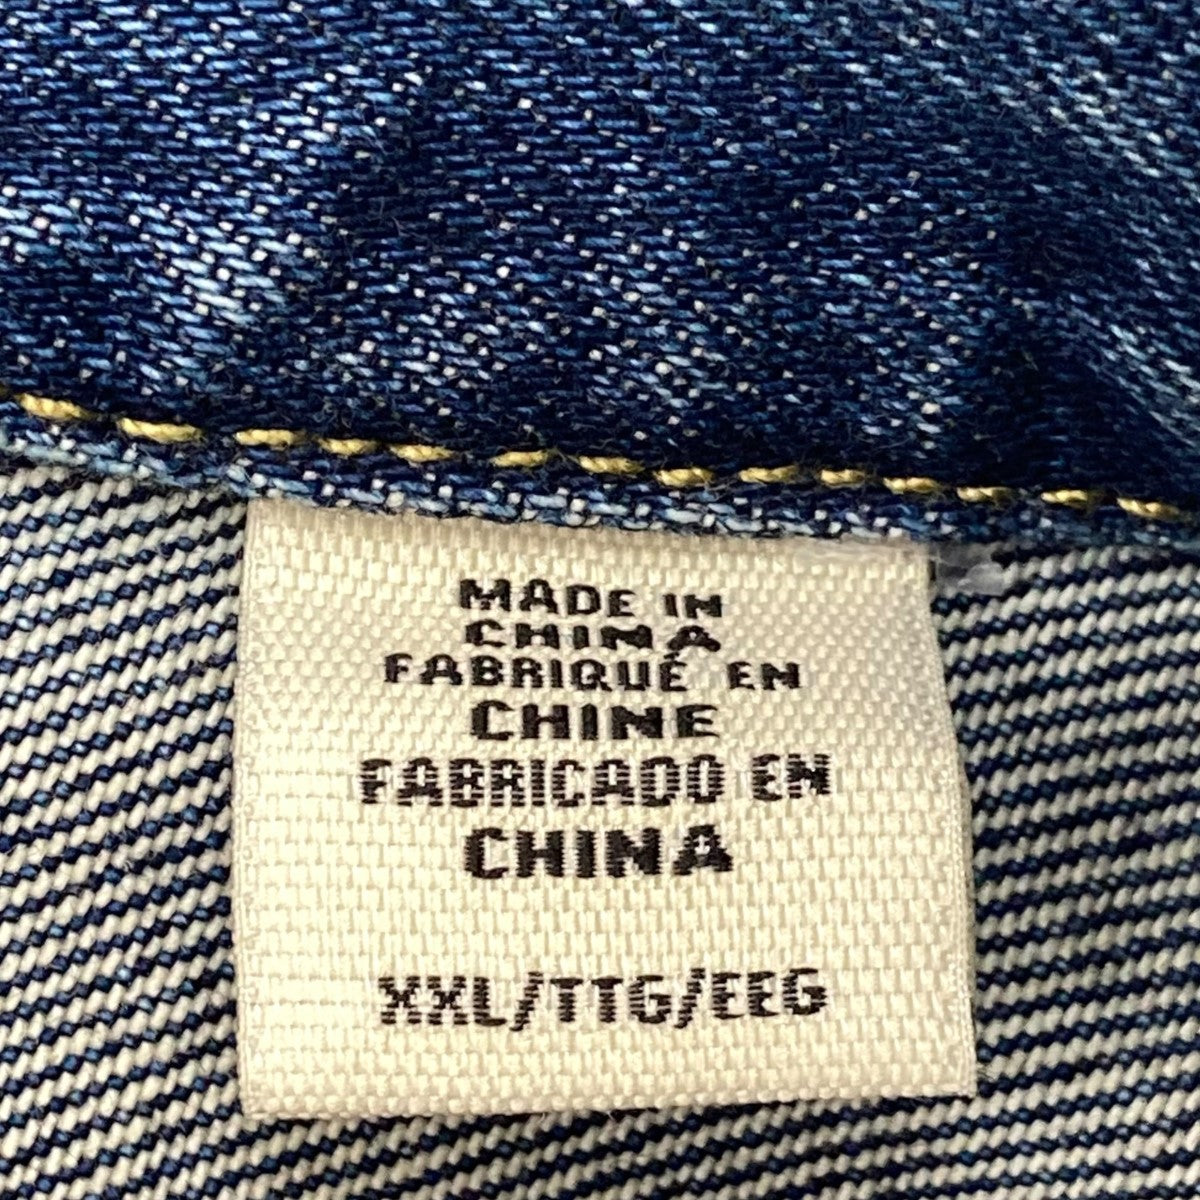 MADE IN
CHINA
FABRIQUÉ EN
CHINE
FABRICADO EN
CHINA
XXL/TTG/EEG